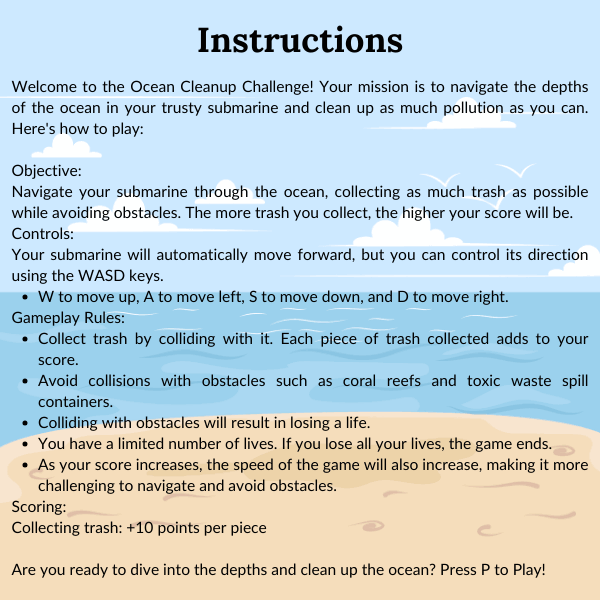 Instructions
Welcome to the Ocean Cleanup Challenge! Your mission is to navigate the depths
of the ocean in your trusty submarine and clean up as much pollution as you can.
Here's how to play:
Objective:
Navigate your submarine through the ocean, collecting as much trash as possible
while avoiding obstacles. The more trash you collect, the higher your score will be.
Controls:
Your submarine will automatically move forward, but you can control its direction
using the WASD keys.
• W to move up, A to move left, S to move down, and D to move right.
Gameplay Rules:
• Collect trash by colliding with it. Each piece of trash collected adds to your
score.
• Avoid collisions with obstacles such as coral reefs and toxic waste spill
containers.
• Colliding with obstacles will result in losing a life.
• You have a limited number of lives. If you lose all your lives, the game ends.
• As your score increases, the speed of the game will also increase, making it more
challenging to navigate and avoid obstacles.
Scoring:
Collecting trash: +10 points per piece
Are you ready to dive into the depths and clean up the ocean? Press P to Play!